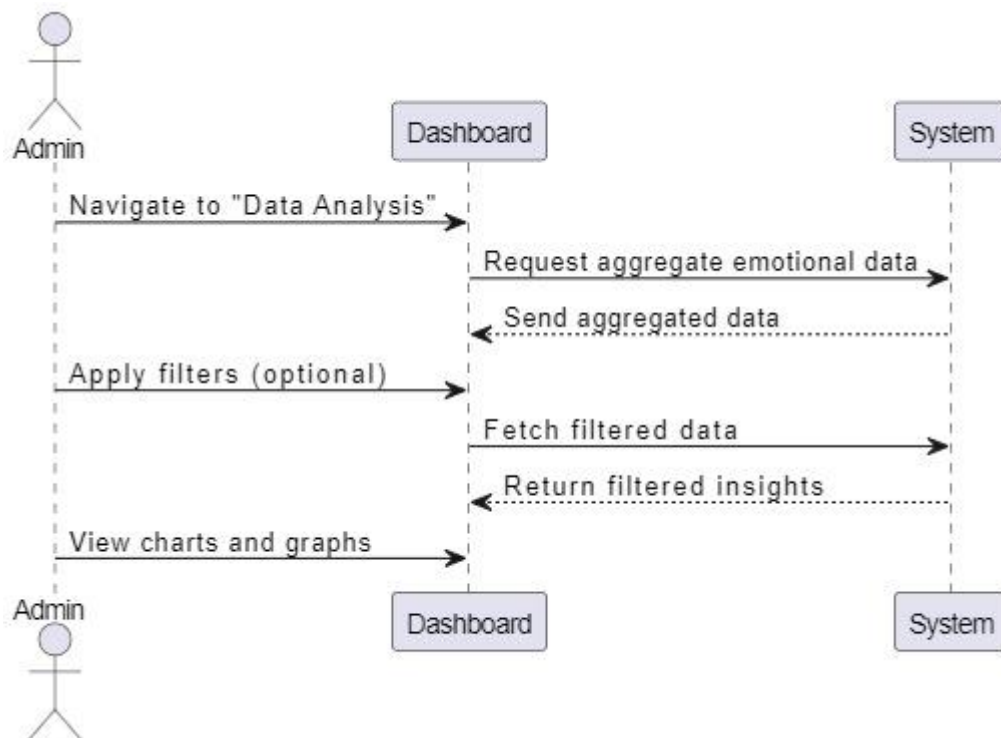 Admin
Dashboard
System
Navigate to "Data Analysis"
Request aggregate emotional data
Send aggregated data
Apply filters (optional)
Fetch filtered data
Return filtered insights
View charts and graphs
Admin
Dashboard
System